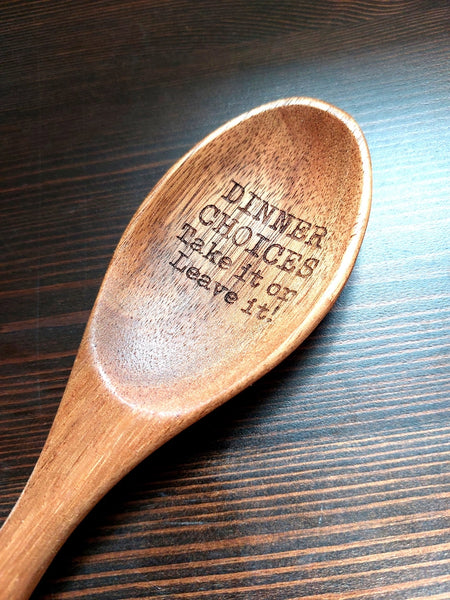 DINNER
CHOICES
Take it or
Leave it!